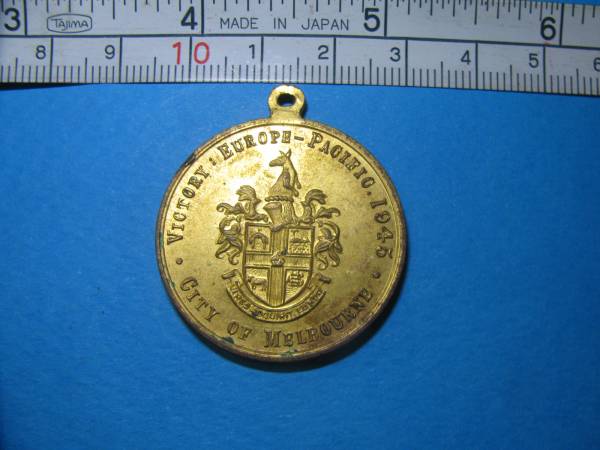 3 TAJIMA 4 MADE IN JAPAN 5 6
8 9 10 1 2 3 4 5 6
VICTORY: EUROPE-PACIFIC. 1945
CITY OF MELBOURNE